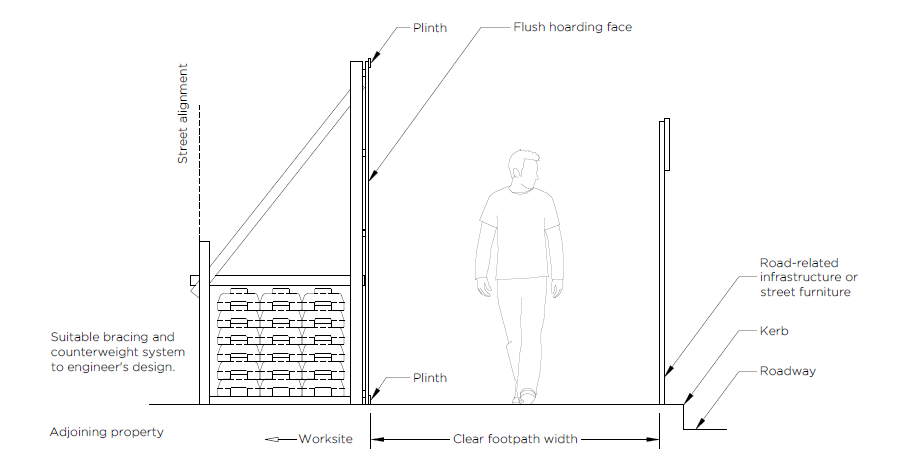 Plinth
Flush hoarding face
Street alignment
Road-related
infrastructure or
street furniture
Kerb
Suitable bracing and
counterweight system
to engineer's design.
Plinth
Roadway
Adjoining property
Worksite
Clear footpath width